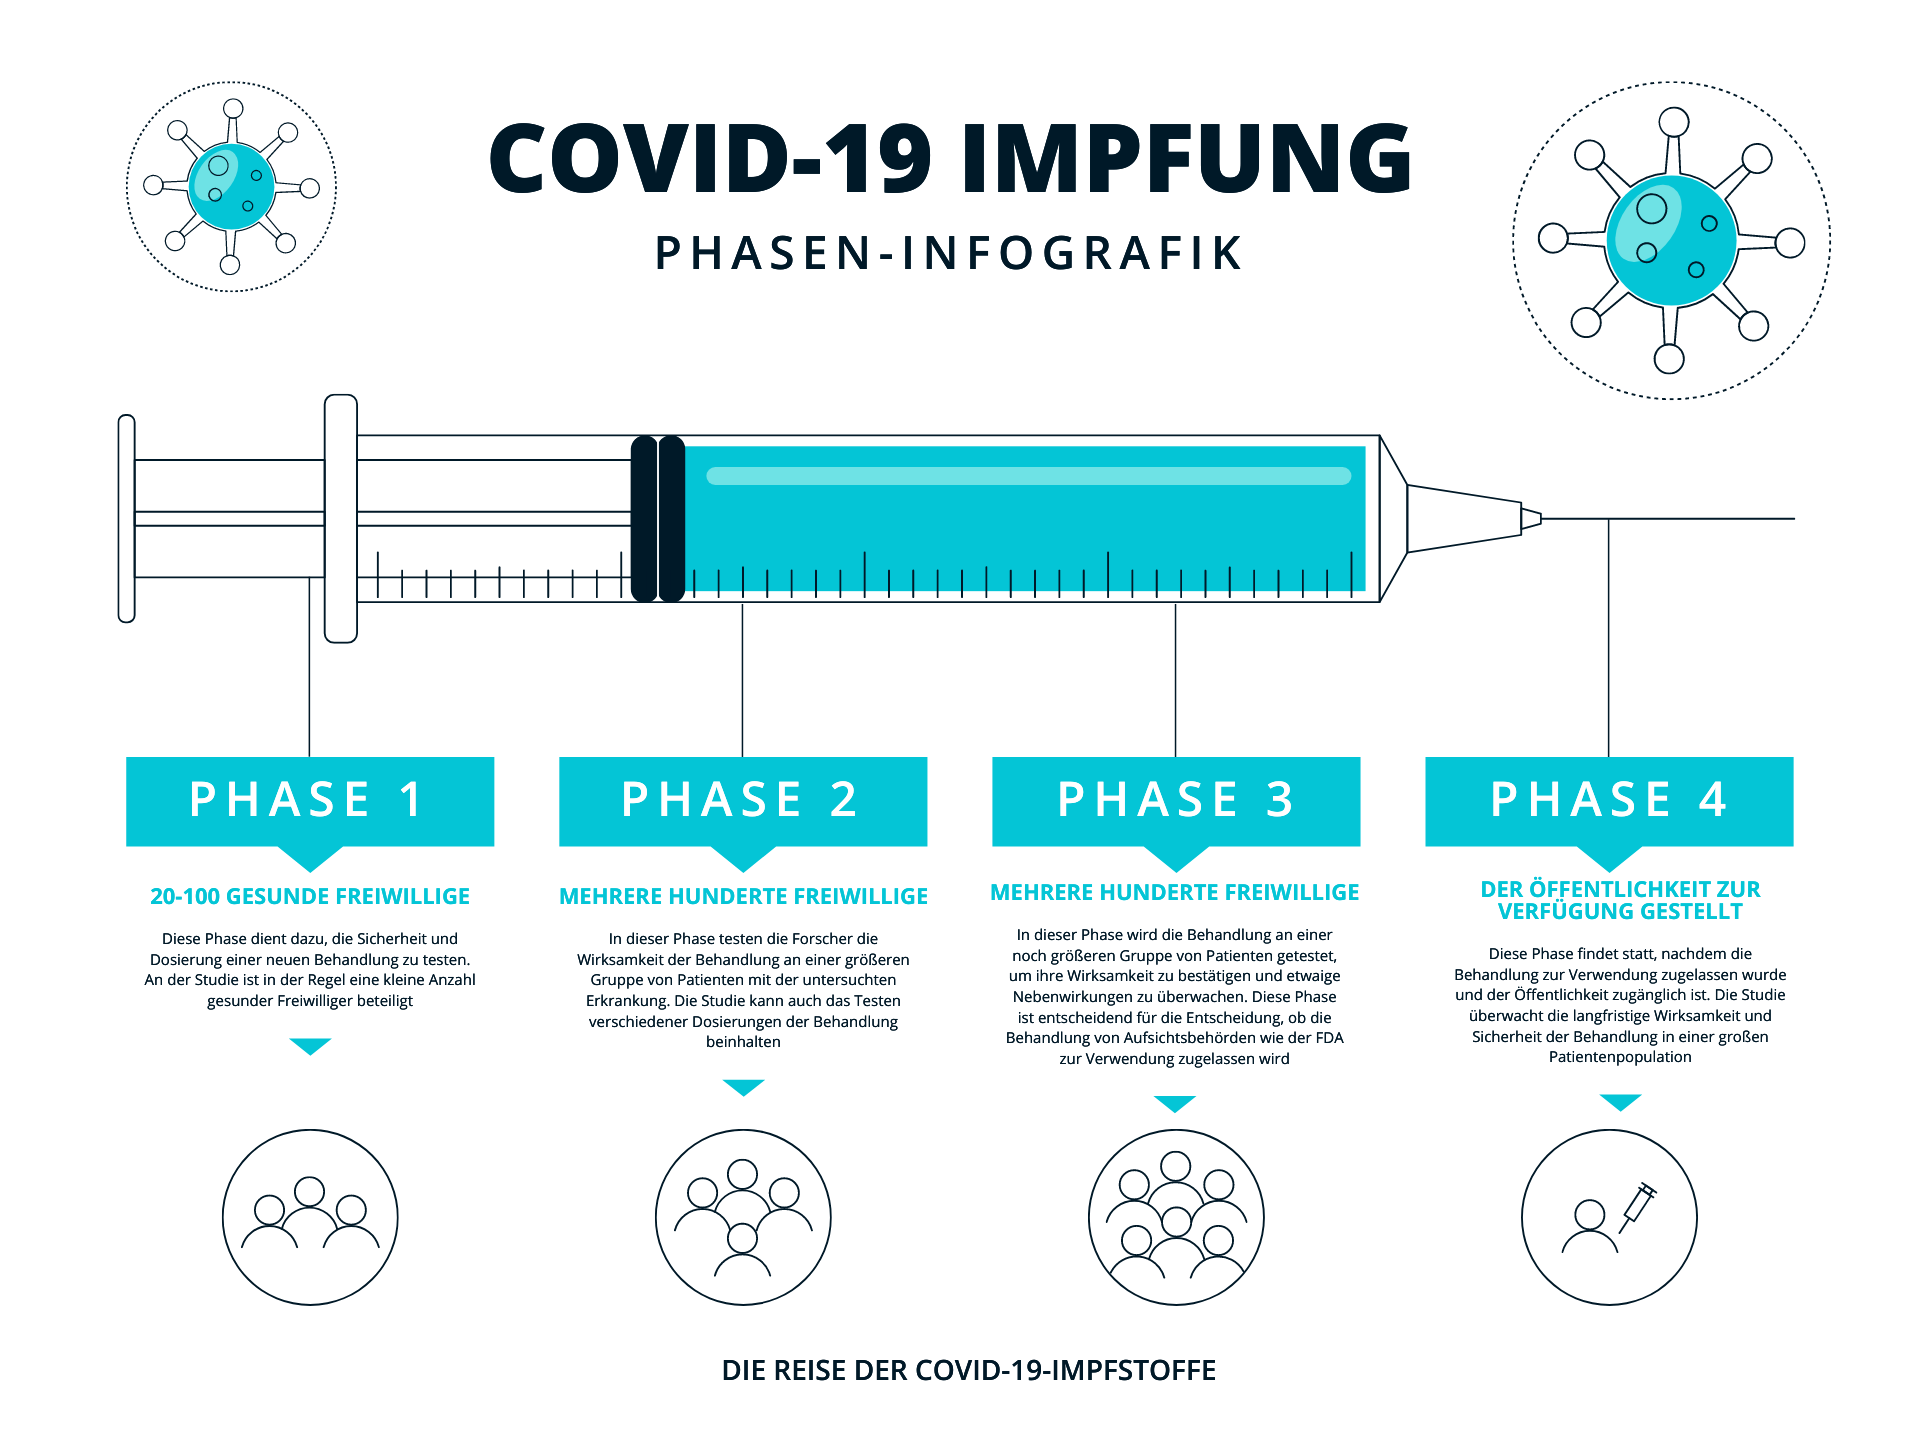 COVID-19 IMPFUNG
PHASEN-INFOGRAFIK
PHASE 1
20-100 GESUNDE FREIWILLIGE
Diese Phase dient dazu, die Sicherheit und
Dosierung einer neuen Behandlung zu testen.
An der Studie ist in der Regel eine kleine Anzahl
gesunder Freiwilliger beteiligt
PHASE 2
MEHRERE HUNDERTE FREIWILLIGE
In dieser Phase testen die Forscher die
Wirksamkeit der Behandlung an einer größeren
Gruppe von Patienten mit der untersuchten
Erkrankung. Die Studie kann auch das Testen
verschiedener Dosierungen der Behandlung
beinhalten
PHASE 3
MEHRERE HUNDERTE FREIWILLIGE
In dieser Phase wird die Behandlung an einer
noch größeren Gruppe von Patienten getestet,
um ihre Wirksamkeit zu bestätigen und etwaige
Nebenwirkungen zu überwachen. Diese Phase
ist entscheidend für die Entscheidung, ob die
Behandlung von Aufsichtsbehörden wie der FDA
zur Verwendung zugelassen wird
PHASE 4
DER ÖFFENTLICHKEIT ZUR
VERFÜGUNG GESTELLT
Diese Phase findet statt, nachdem die
Behandlung zur Verwendung zugelassen wurde
und der Öffentlichkeit zugänglich ist. Die Studie
überwacht die langfristige Wirksamkeit und
Sicherheit der Behandlung in einer großen
Patientenpopulation
DIE REISE DER COVID-19-IMPFSTOFFE